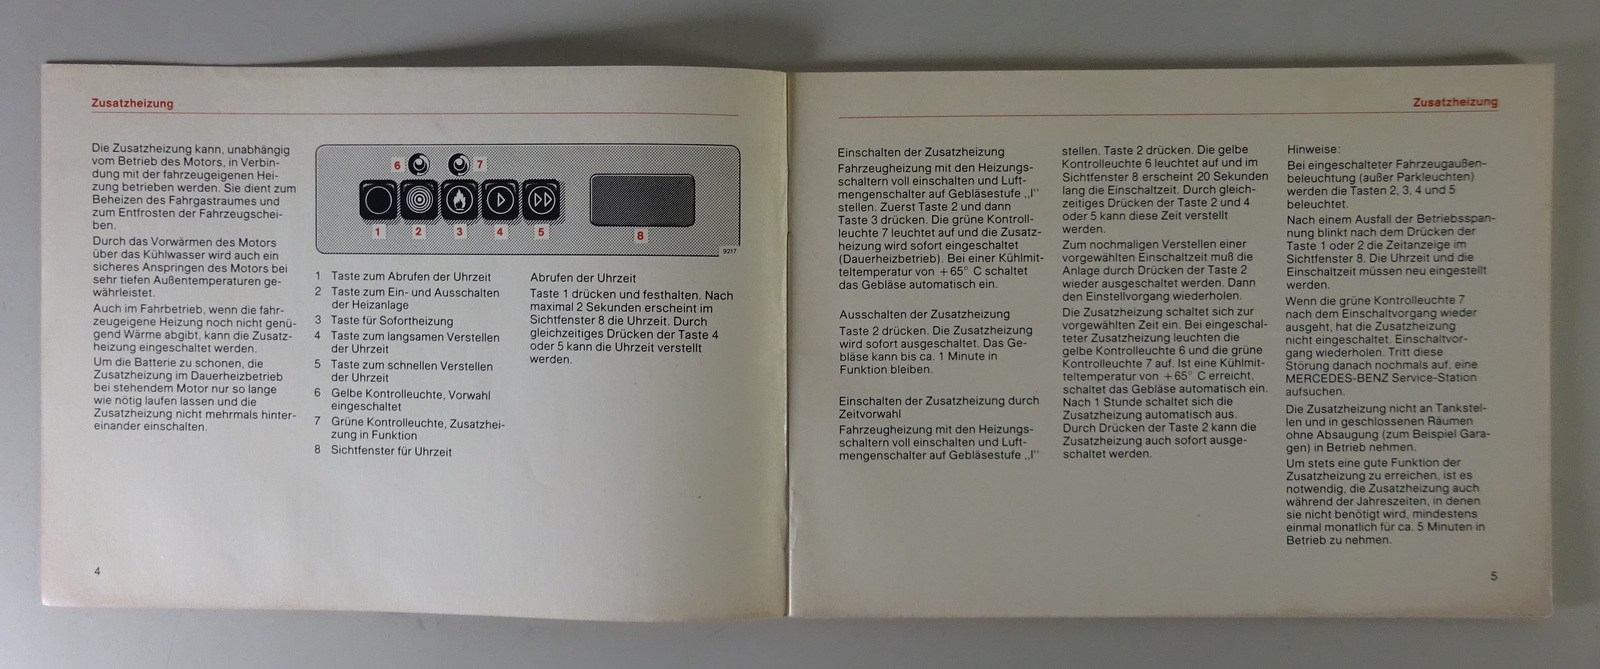 Zusatzheizung
Die Zusatzheizung kann, unabhängig
vom Betrieb des Motors, in Verbin-
dung mit der fahrzeugeigenen Hei-
zung betrieben werden. Sie dient zum
Beheizen des Fahrgastraumes und
zum Entfrosten der Fahrzeugschei-
ben.
Durch das Vorwärmen des Motors
über das Kühlwasser wird auch ein
sicheres Anspringen des Motors bei
sehr tiefen Außentemperaturen ge-
währleistet.
Auch im Fahrbetrieb, wenn die fahr-
zeugeigene Heizung noch nicht genü-
gend Wärme abgibt, kann die Zusatz-
heizung eingeschaltet werden.
Um die Batterie zu schonen, die
Zusatzheizung im Dauerheizbetrieb
bei stehendem Motor nur so lange
wie nötig laufen lassen und die
Zusatzheizung nicht mehrmals hinter-
einander einschalten.
6 7
1 2 3 4 5 8
9217
1 Taste zum Abrufen der Uhrzeit
2 Taste zum Ein- und Ausschalten
der Heizanlage
3 Taste für Sofortheizung
4 Taste zum langsamen Verstellen
der Uhrzeit
5 Taste zum schnellen Verstellen
der Uhrzeit
6 Gelbe Kontrolleuchte, Vorwahl
eingeschaltet
7 Grüne Kontrolleuchte, Zusatzhei-
zung in Funktion
8 Sichtfenster für Uhrzeit
Abrufen der Uhrzeit
Taste 1 drücken und festhalten. Nach
maximal 2 Sekunden erscheint im
Sichtfenster 8 die Uhrzeit. Durch
gleichzeitiges Drücken der Taste 4
oder 5 kann die Uhrzeit verstellt
werden.
4
Zusatzheizung
Einschalten der Zusatzheizung
Fahrzeugheizung mit den Heizungs-
schaltern voll einschalten und Luft-
mengenschalter auf Gebläsestufe „I"
stellen. Zuerst Taste 2 und dann
Taste 3 drücken. Die grüne Kontroll-
leuchte 7 leuchtet auf und die Zusatz-
heizung wird sofort eingeschaltet
(Dauerheizbetrieb). Bei einer Kühlmit-
teltemperatur von +65° C schaltet
das Gebläse automatisch ein.
Ausschalten der Zusatzheizung
Taste 2 drücken. Die Zusatzheizung
wird sofort ausgeschaltet. Das Ge-
bläse kann bis ca. 1 Minute in
Funktion bleiben.
Einschalten der Zusatzheizung durch
Zeitvorwahl
Fahrzeugheizung mit den Heizungs-
schaltern voll einschalten und Luft-
mengenschalter auf Gebläsestufe „I"
stellen. Taste 2 drücken. Die gelbe
Kontrolleuchte 6 leuchtet auf und im
Sichtfenster 8 erscheint 20 Sekunden
lang die Einschaltzeit. Durch gleich-
zeitiges Drücken der Taste 2 und 4
oder 5 kann diese Zeit verstellt
werden.
Zum nochmaligen Verstellen einer
vorgewählten Einschaltzeit muß die
Anlage durch Drücken der Taste 2
wieder ausgeschaltet werden. Dann
den Einstellvorgang wiederholen.
Die Zusatzheizung schaltet sich zur
vorgewählten Zeit ein. Bei eingeschal-
teter Zusatzheizung leuchten die
gelbe Kontrolleuchte 6 und die grüne
Kontrolleuchte 7 auf. Ist eine Kühlmit-
teltemperatur von +65° C erreicht,
schaltet das Gebläse automatisch ein.
Nach 1 Stunde schaltet sich die
Zusatzheizung automatisch aus.
Durch Drücken der Taste 2 kann die
Zusatzheizung auch sofort ausge-
schaltet werden.
Hinweise:
Bei eingeschalteter Fahrzeugaußen-
beleuchtung (außer Parkleuchten)
werden die Tasten 2, 3, 4 und 5
beleuchtet.
Nach einem Ausfall der Betriebsspan-
nung blinkt nach dem Drücken der
Taste 1 oder 2 die Zeitanzeige im
Sichtfenster 8. Die Uhrzeit und die
Einschaltzeit müssen neu eingestellt
werden.
Wenn die grüne Kontrolleuchte 7
nach dem Einschaltvorgang wieder
ausgeht, hat die Zusatzheizung
nicht eingeschaltet. Einschaltvor-
gang wiederholen. Tritt diese
Störung danach nochmals auf, eine
MERCEDES-BENZ Service-Station
aufsuchen.
Die Zusatzheizung nicht an Tankstel-
len und in geschlossenen Räumen
ohne Absaugung (zum Beispiel Gara-
gen) in Betrieb nehmen.
Um stets eine gute Funktion der
Zusatzheizung zu erreichen, ist es
notwendig, die Zusatzheizung auch
während der Jahreszeiten, in denen
sie nicht benötigt wird, mindestens
einmal monatlich für ca. 5 Minuten in
Betrieb zu nehmen.
5